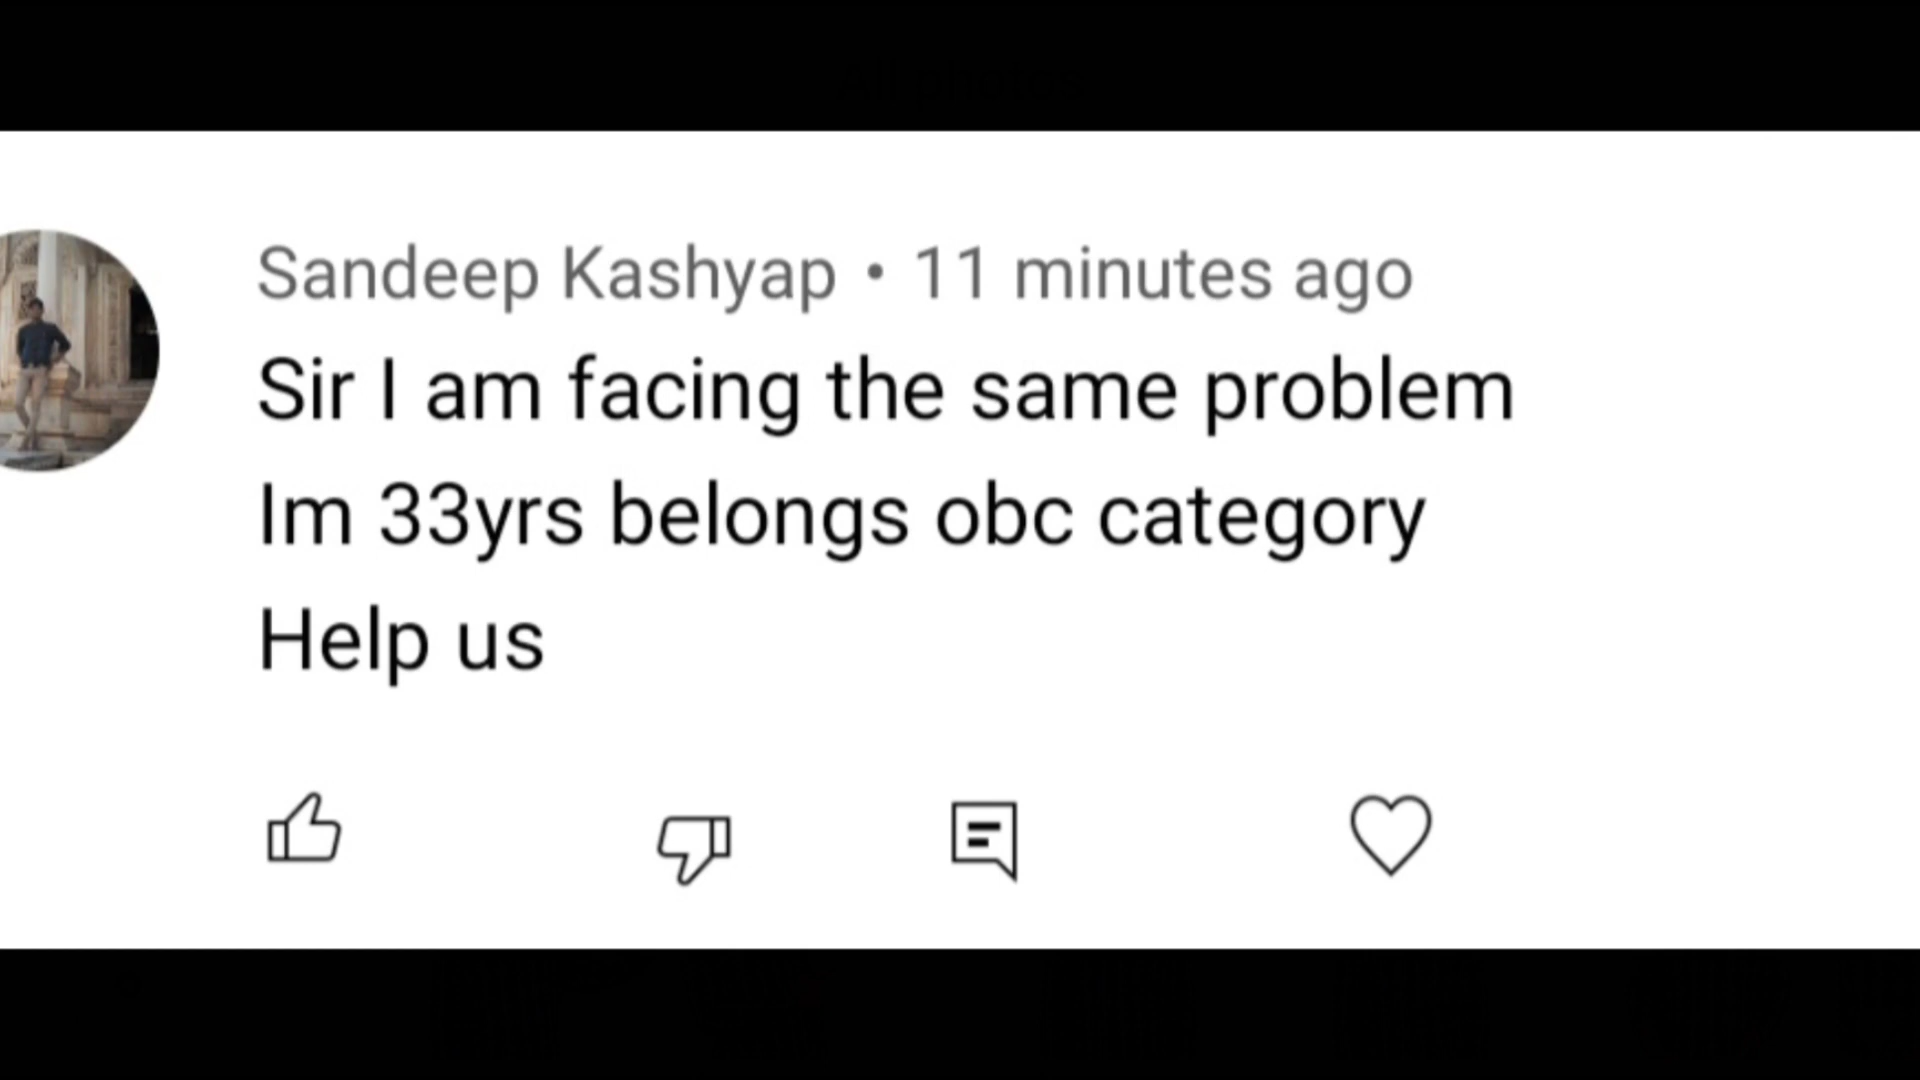 Sandeep Kashyap • 11 minutes ago
Sir I am facing the same problem
Im 33yrs belongs obc category
Help us